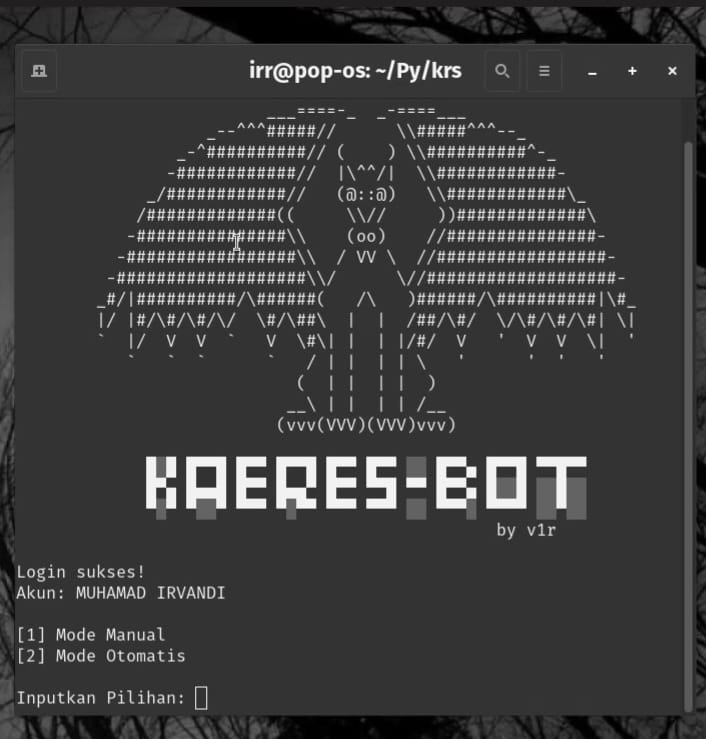 irr@pop-os: ~/Py/krs
KAERES-BOT
by v1r
Login sukses!
Akun: MUHAMAD IRVANDI
[1] Mode Manual
[2] Mode Otomatis
Inputkan Pilihan: